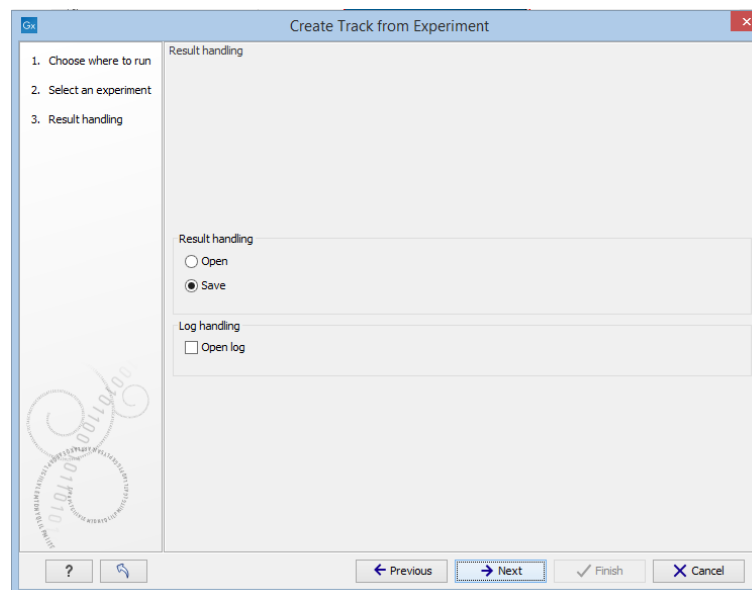 Gx
Create Track from Experiment
1. Choose where to run
2. Select an experiment
3. Result handling
Result handling
Result handling
Open
Save
Log handling
Open log
?
Previous
Next
Finish
Cancel